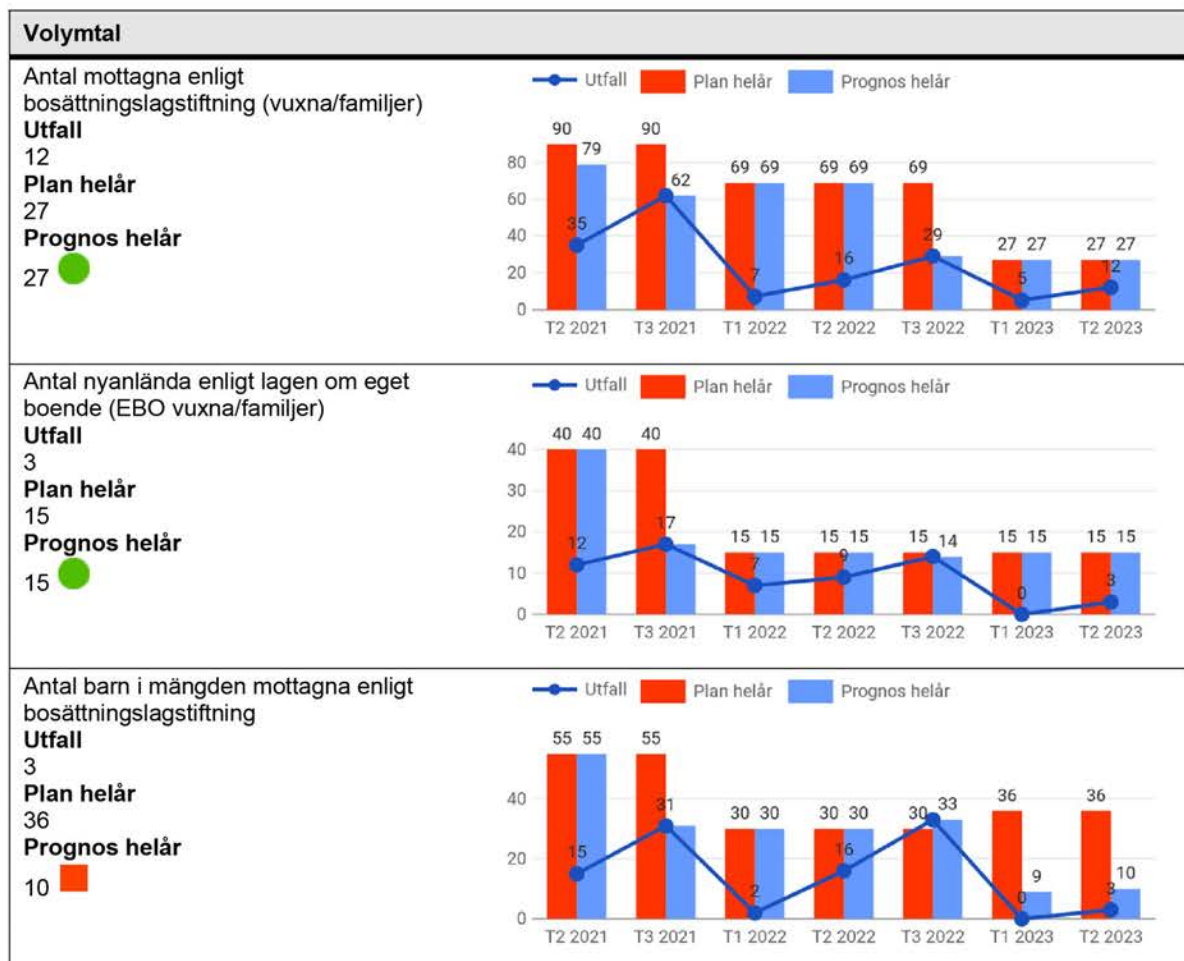 Volymtal
Antal mottagna enligt
bosättningslagstiftning (vuxna/familjer)
Utfall
12
Plan helår
27
Prognos helår
27
Utfall Plan helår Prognos helår
90 90
79
80
69 69 69 69 69
62
60
40
35
29
27 27 27 27
20
16
12
7
5
0
T2 2021 T3 2021 T1 2022 T2 2022 T3 2022 T1 2023 T2 2023
Antal nyanlända enligt lagen om eget
boende (EBO vuxna/familjer)
Utfall
3
Plan helår
15
Prognos helår
15
Utfall Plan helår Prognos helår
40 40 40
40
30
20
17
15 15 15 15 15 14 15 15 15 15
12
10
9
7
3
0
0
T2 2021 T3 2021 T1 2022 T2 2022 T3 2022 T1 2023 T2 2023
Antal barn i mängden mottagna enligt
bosättningslagstiftning
Utfall
3
Plan helår
36
Prognos helår
10
Utfall Plan helår Prognos helår
55 55 55
40
36 36
31 30 30 30 30 30 33
20
15
16
9 10
2
0
3
0
T2 2021 T3 2021 T1 2022 T2 2022 T3 2022 T1 2023 T2 2023